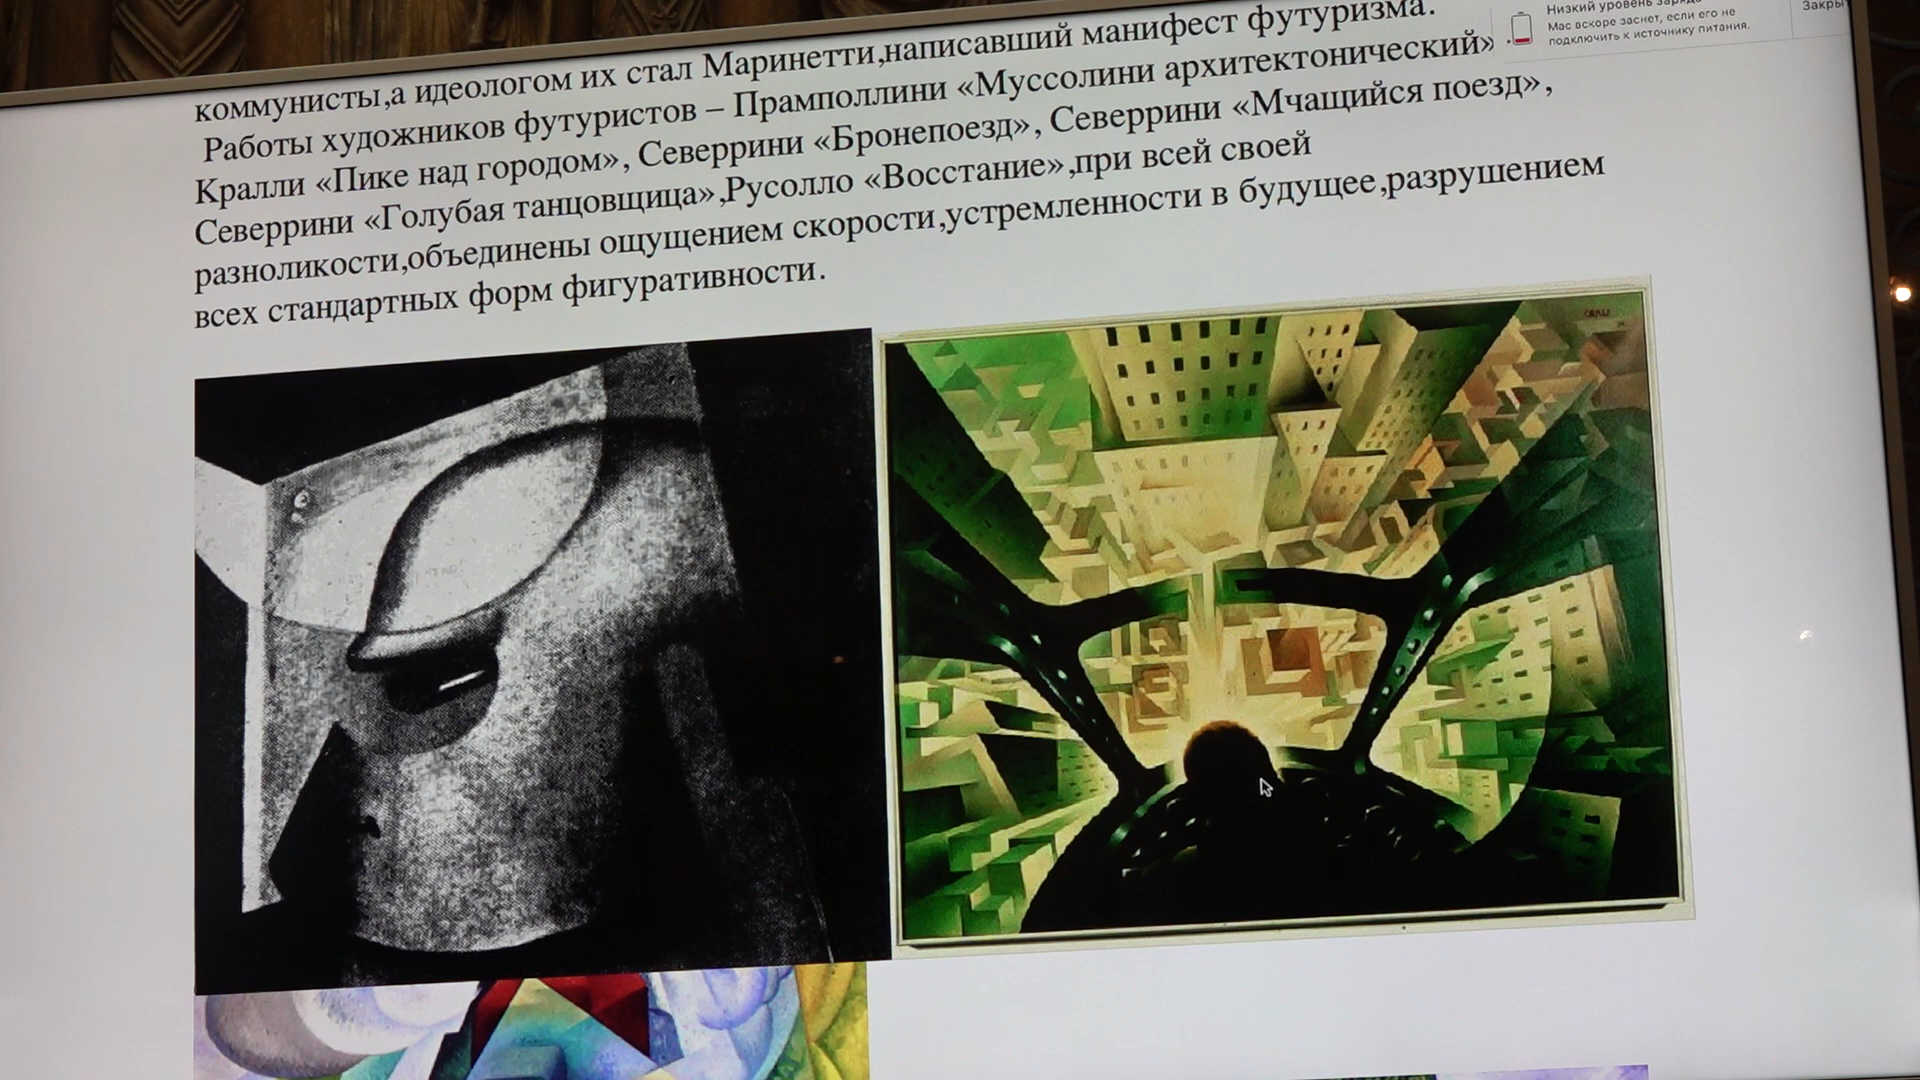 коммунисты,а идеологом их стал Маринетти,написавший манифест футуризма.
Работы художников футуристов – Прамполлини «Муссолини архитектонический»
Кралли «Пике над городом», Северрини «Бронепоезд», Северрини «Мчащийся поезд»,
Северрини «Голубая танцовщица»,Русолло «Восстание»,при всей своей
разноликости,объединены ощущением скорости,устремленности в будущее,разрушением
всех стандартных форм фигуративности.
Низкий уровень заряда
Mac вскоре заснет, если его не
подключить к источнику питания.
Закры
CRALI